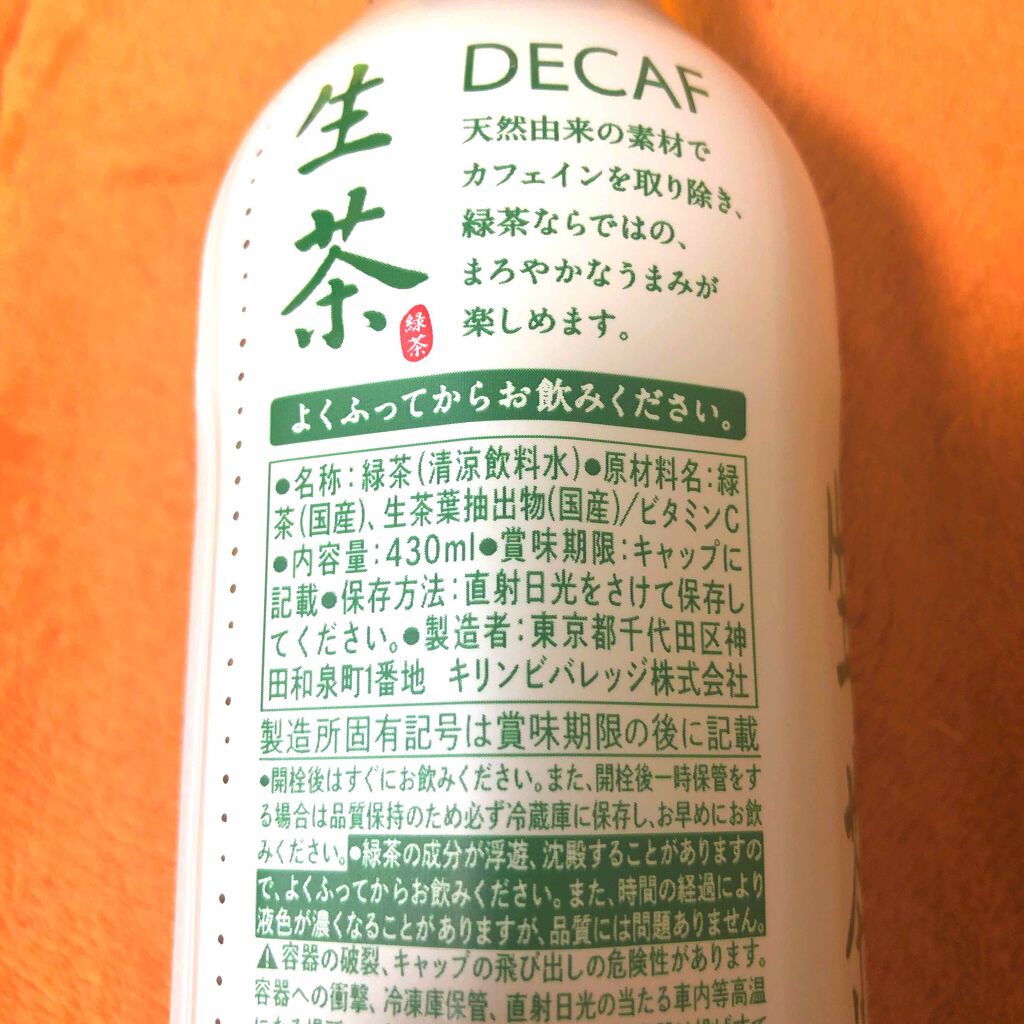 生茶
緑茶
DECAF
天然由来の素材で
カフェインを取り除き、
緑茶ならではの、
まろやかなうまみが
楽しめます。
よくふってからお飲みください。
●名称：緑茶(清涼飲料水)●原材料名：緑
茶(国産)、生茶葉抽出物(国産)/ビタミンC
●内容量：430ml●賞味期限：キャップに
記載●保存方法：直射日光をさけて保存し
てください。●製造者：東京都千代田区神
田和泉町1番地 キリンビバレッジ株式会社
製造所固有記号は賞味期限の後に記載
●開栓後はすぐにお飲みください。また、開栓後一時保管をす
る場合は品質保持のため必ず冷蔵庫に保存し、お早めにお飲
みください。●緑茶の成分が浮遊、沈殿することがありますの
で、よくふってからお飲みください。また、時間の経過により
液色が濃くなることがありますが、品質には問題ありません。
⚠容器の破裂、キャップの飛び出しの危険性があります。
容器への衝撃、冷凍庫保管、直射日光の当たる車内等高温